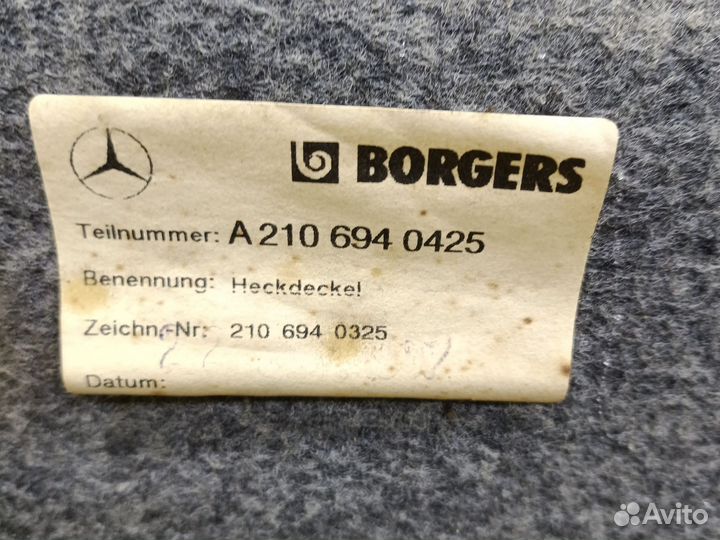 BORGERS
Teilnummer: A 210 694 0425
Benennung: Heckdeckel
Zeichn.-Nr: 210 694 0325
Datum:
Avito